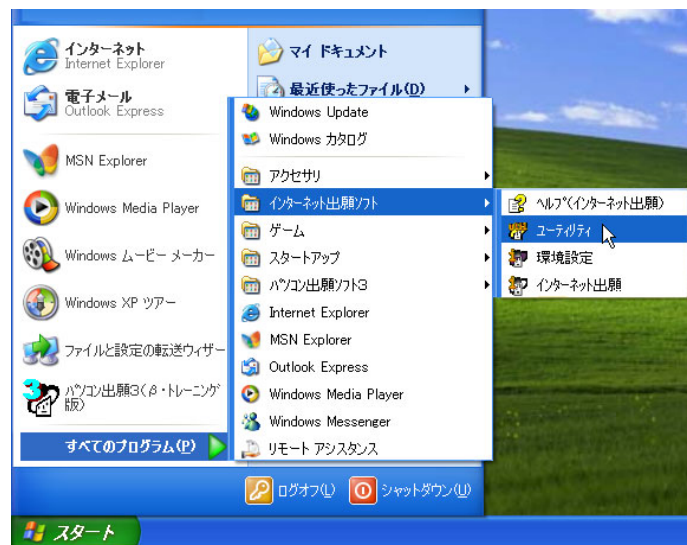 インターネット
Internet Explorer
電子メール
Outlook Express
MSN Explorer
Windows Media Player
Windows ムービー メーカー
Windows XP ツアー
ファイルと設定の転送ウィザー
パソコン出願3(β・トレーニング
版)
すべてのプログラム(P)
マイ ドキュメント
最近使ったファイル(D)
Windows Update
Windows カタログ
アクセサリ
インターネット出願ソフト
ゲーム
スタートアップ
パソコン出願ソフト3
Internet Explorer
MSN Explorer
Outlook Express
Windows Media Player
Windows Messenger
リモート アシスタンス
ヘルプ(インターネット出願)
ユーティリティ
環境設定
インターネット出願
ログオフ(L)
シャットダウン(U)
スタート